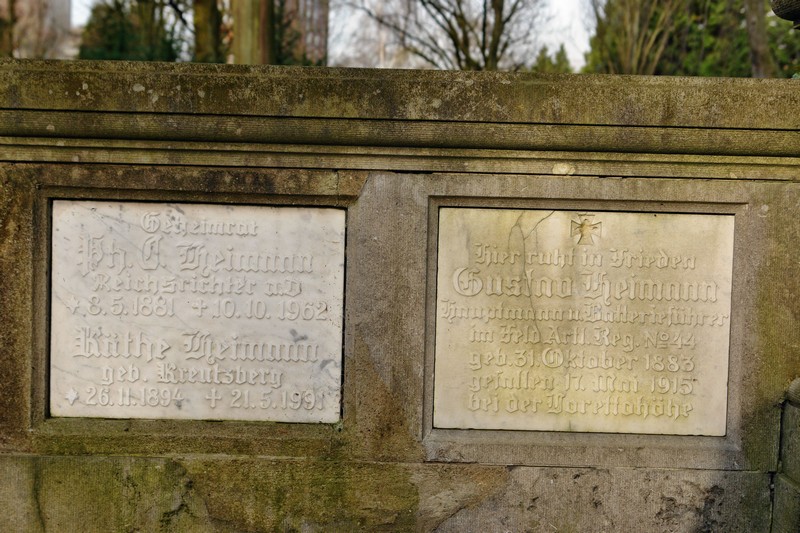 Geheimrat
Ph. C. Heimann
Reichsrichter a.D
* 8.5.1881 + 10.10.1962
Käthe Heimann
geb. Kreutzberg
* 26.11.1894 + 21.5.1991
Hier ruht in Frieden
Gustav Heimann
Hauptmann u. Batterieführer
im Feld Artl. Reg. No 44
geb. 31 Oktober 1883
gefallen 17. Mai 1915
bei der Lorettohöhe